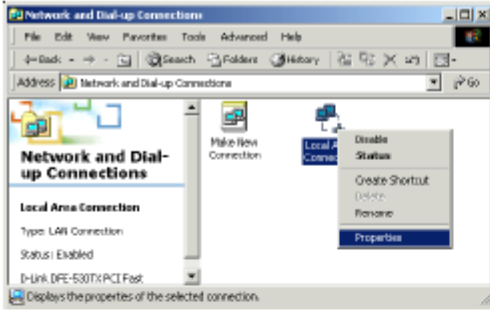 Network and Dial-up Connections
File Edit View Favorites Tools Advanced Help
Back Search Folders History
Address Network and Dial-up Connections Go
Network and Dial-
up Connections
Make New
Connection
Local A
Connec
Disable
Status
Create Shortcut
Delete
Rename
Properties
Local Area Connection
Type: LAN Connection
Status: Enabled
D-Link DFE-530TX PCI Fast
Displays the properties of the selected connection.